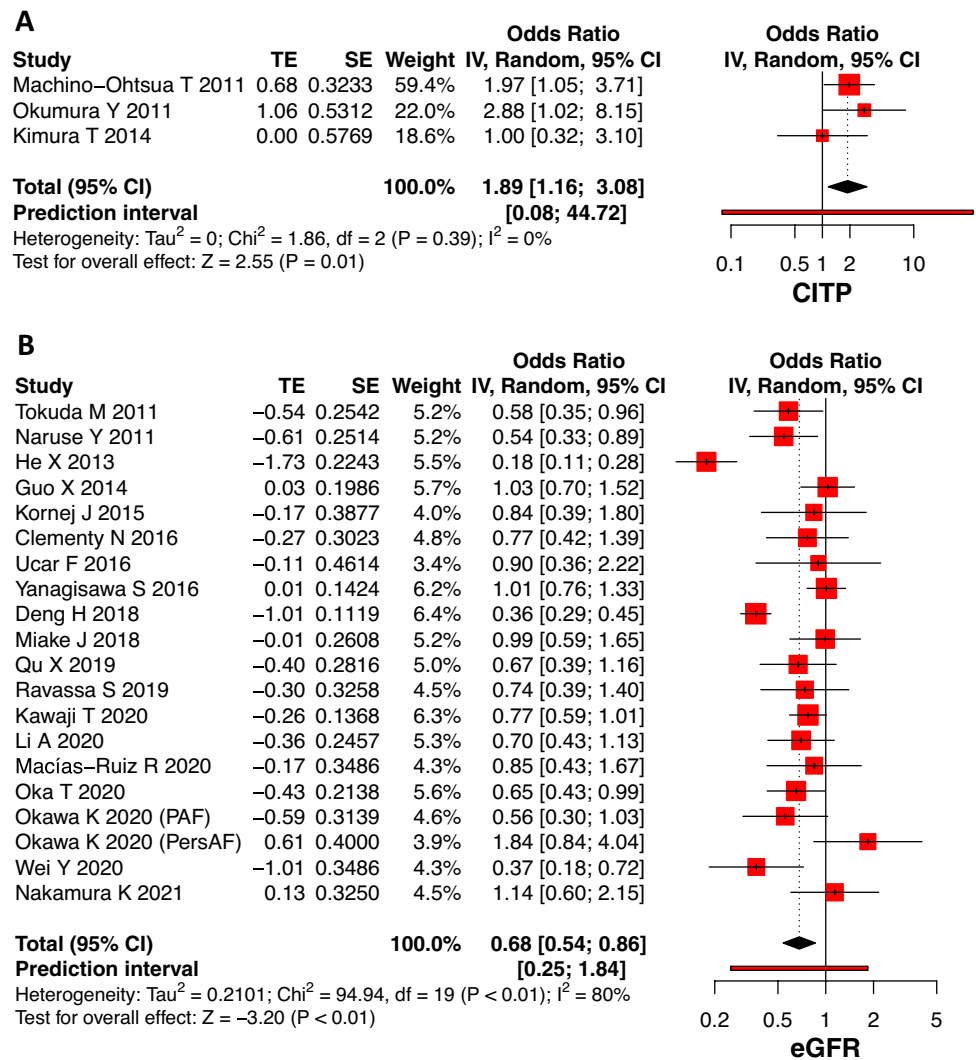 A
Odds Ratio Odds Ratio
Study TE SE Weight IV, Random, 95% CI IV, Random, 95% CI
Machino−Ohtsua T 2011 0.68 0.3233 59.4% 1.97 [1.05; 3.71]
Okumura Y 2011 1.06 0.5312 22.0% 2.88 [1.02; 8.15]
Kimura T 2014 0.00 0.5769 18.6% 1.00 [0.32; 3.10]
Total (95% CI) 100.0% 1.89 [1.16; 3.08]
Prediction interval [0.08; 44.72]
Heterogeneity: Tau² = 0; Chi² = 1.86, df = 2 (P = 0.39); I² = 0%
Test for overall effect: Z = 2.55 (P = 0.01)
0.1 0.5 1 2 10
CITP
B
Odds Ratio Odds Ratio
Study TE SE Weight IV, Random, 95% CI IV, Random, 95% CI
Tokuda M 2011 −0.54 0.2542 5.2% 0.58 [0.35; 0.96]
Naruse Y 2011 −0.61 0.2514 5.2% 0.54 [0.33; 0.89]
He X 2013 −1.73 0.2243 5.5% 0.18 [0.11; 0.28]
Guo X 2014 0.03 0.1986 5.7% 1.03 [0.70; 1.52]
Kornej J 2015 −0.17 0.3877 4.0% 0.84 [0.39; 1.80]
Clementy N 2016 −0.27 0.3023 4.8% 0.77 [0.42; 1.39]
Ucar F 2016 −0.11 0.4614 3.4% 0.90 [0.36; 2.22]
Yanagisawa S 2016 0.01 0.1424 6.2% 1.01 [0.76; 1.33]
Deng H 2018 −1.01 0.1119 6.4% 0.36 [0.29; 0.45]
Miake J 2018 −0.01 0.2608 5.2% 0.99 [0.59; 1.65]
Qu X 2019 −0.40 0.2816 5.0% 0.67 [0.39; 1.16]
Ravassa S 2019 −0.30 0.3258 4.5% 0.74 [0.39; 1.40]
Kawaji T 2020 −0.26 0.1368 6.3% 0.77 [0.59; 1.01]
Li A 2020 −0.36 0.2457 5.3% 0.70 [0.43; 1.13]
Macías−Ruiz R 2020 −0.17 0.3486 4.3% 0.85 [0.43; 1.67]
Oka T 2020 −0.43 0.2138 5.6% 0.65 [0.43; 0.99]
Okawa K 2020 (PAF) −0.59 0.3139 4.6% 0.56 [0.30; 1.03]
Okawa K 2020 (PersAF) 0.61 0.4000 3.9% 1.84 [0.84; 4.04]
Wei Y 2020 −1.01 0.3486 4.3% 0.37 [0.18; 0.72]
Nakamura K 2021 0.13 0.3250 4.5% 1.14 [0.60; 2.15]
Total (95% CI) 100.0% 0.68 [0.54; 0.86]
Prediction interval [0.25; 1.84]
Heterogeneity: Tau² = 0.2101; Chi² = 94.94, df = 19 (P < 0.01); I² = 80%
Test for overall effect: Z = −3.20 (P < 0.01)
0.2 0.5 1 2 5
eGFR